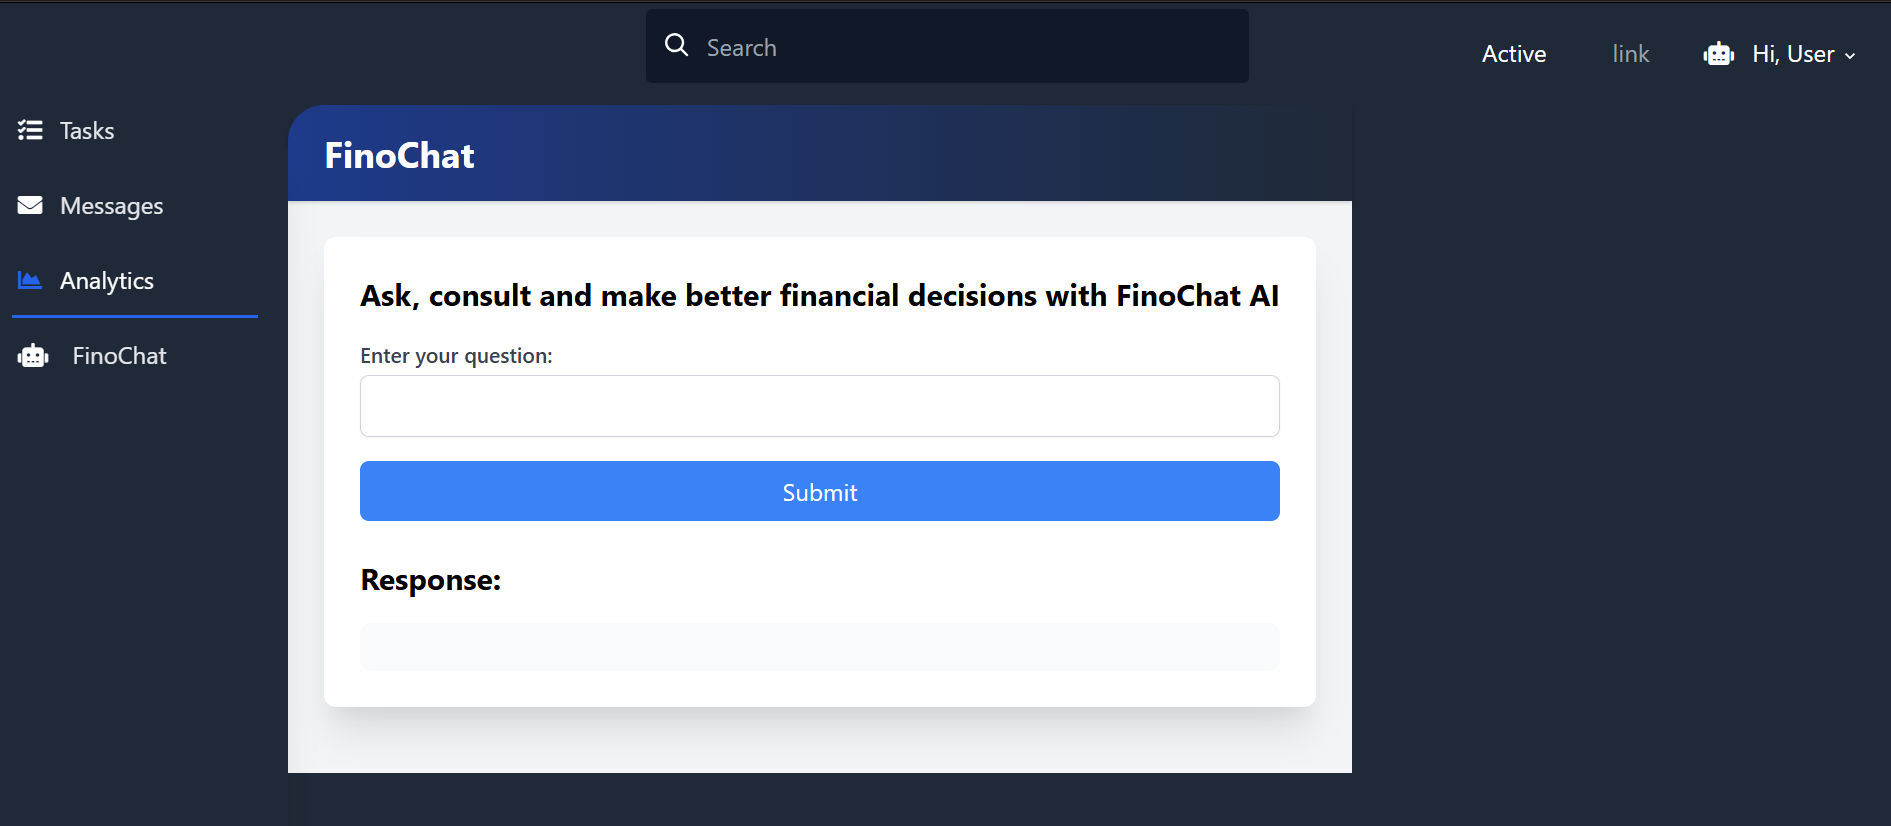 Search
Active
link
Hi, User
Tasks
Messages
Analytics
FinoChat
FinoChat
Ask, consult and make better financial decisions with FinoChat AI
Enter your question:
Submit
Response: